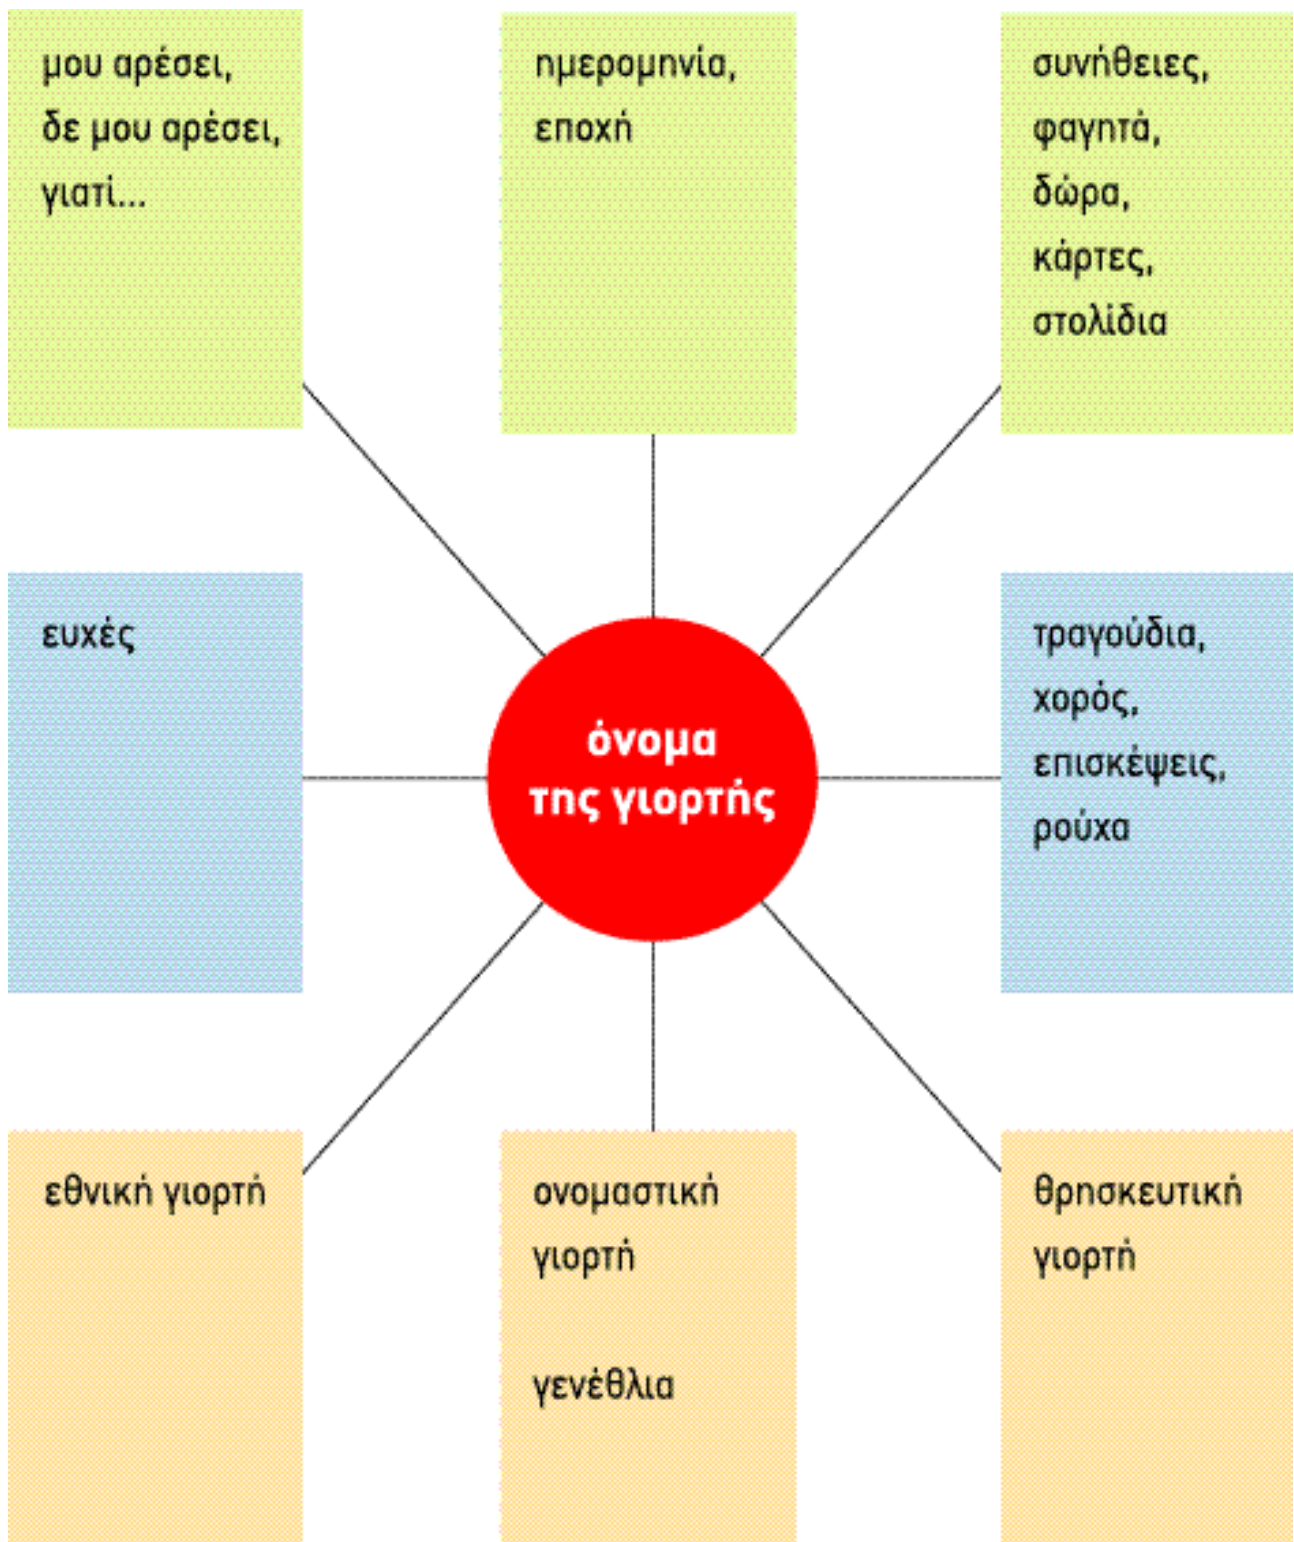 μου αρέσει,
δε μου αρέσει,
γιατί...
ημερομηνία,
εποχή
συνήθειες,
φαγητά,
δώρα,
κάρτες,
στολίδια
ευχές
όνομα
της γιορτής
τραγούδια,
χορός,
επισκέψεις,
ρούχα
εθνική γιορτή
ονομαστική
γιορτή
γενέθλια
θρησκευτική
γιορτή